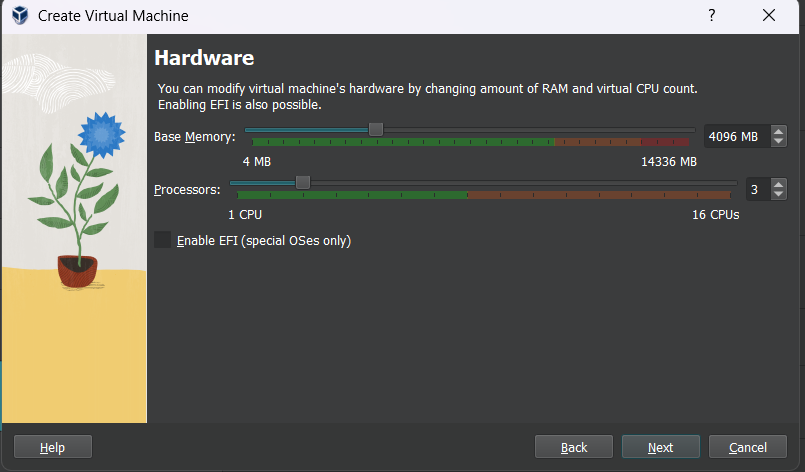 Create Virtual Machine
?
Hardware
You can modify virtual machine's hardware by changing amount of RAM and virtual CPU count.
Enabling EFI is also possible.
Base Memory: 4096 MB
4 MB 14336 MB
Processors: 3
1 CPU 16 CPUs
Enable EFI (special OSes only)
Help Back Next Cancel